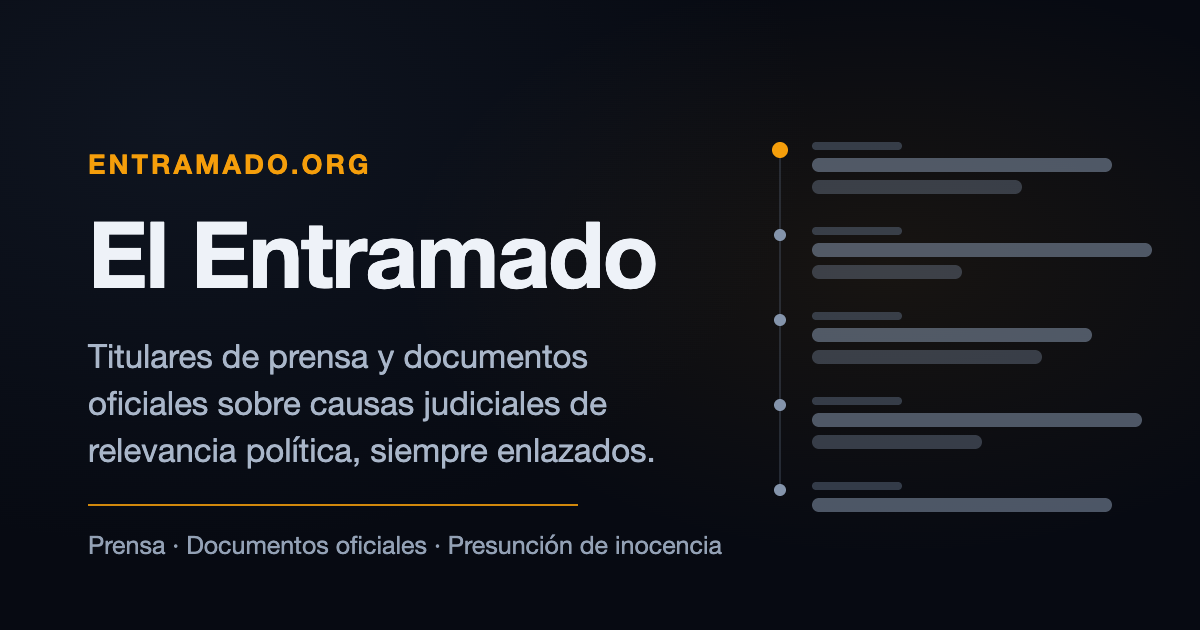 ENTRAMADO.ORG
El Entramado
Titulares de prensa y documentos
oficiales sobre causas judiciales de
relevancia política, siempre enlazados.
Prensa · Documentos oficiales · Presunción de inocencia